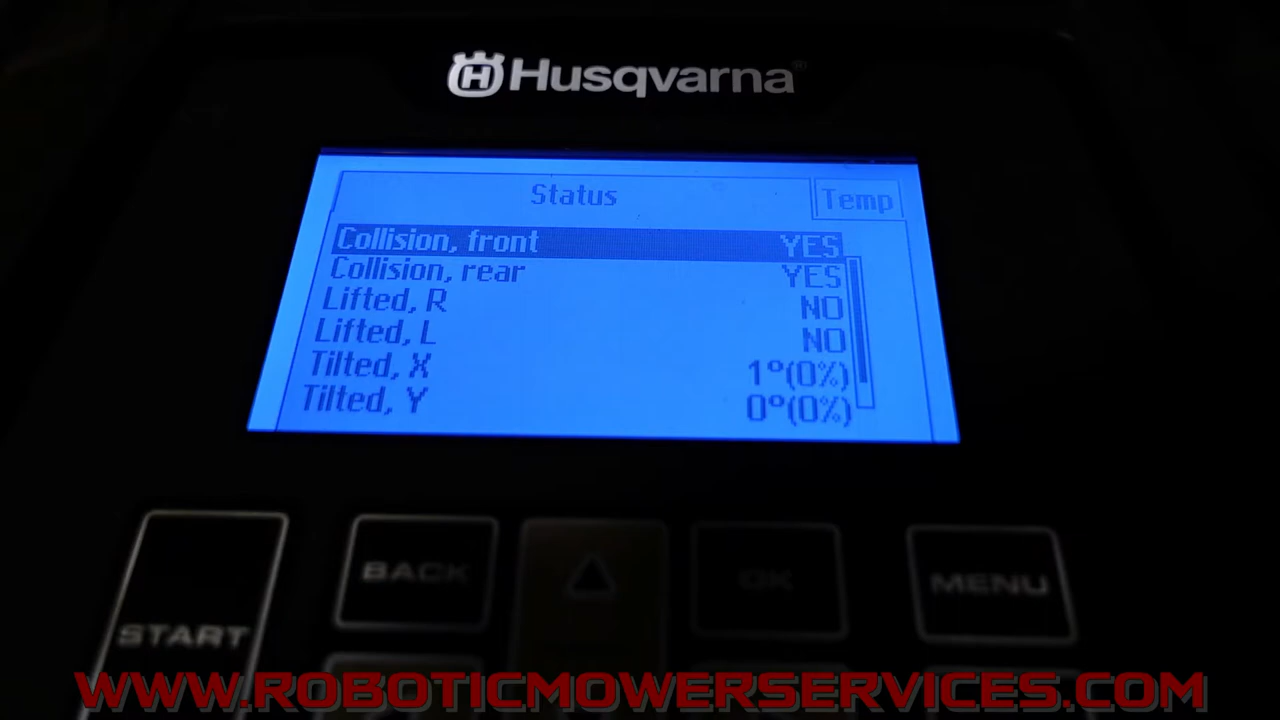 Husqvarna®
Status
Temp
Collision, front YES
Collision, rear YES
Lifted, R NO
Lifted, L NO
Tilted, X 1°(0%)
Tilted, Y 0°(0%)
BACK
OK
MENU
START
WWW.ROBOTICMOWERSERVICES.COM